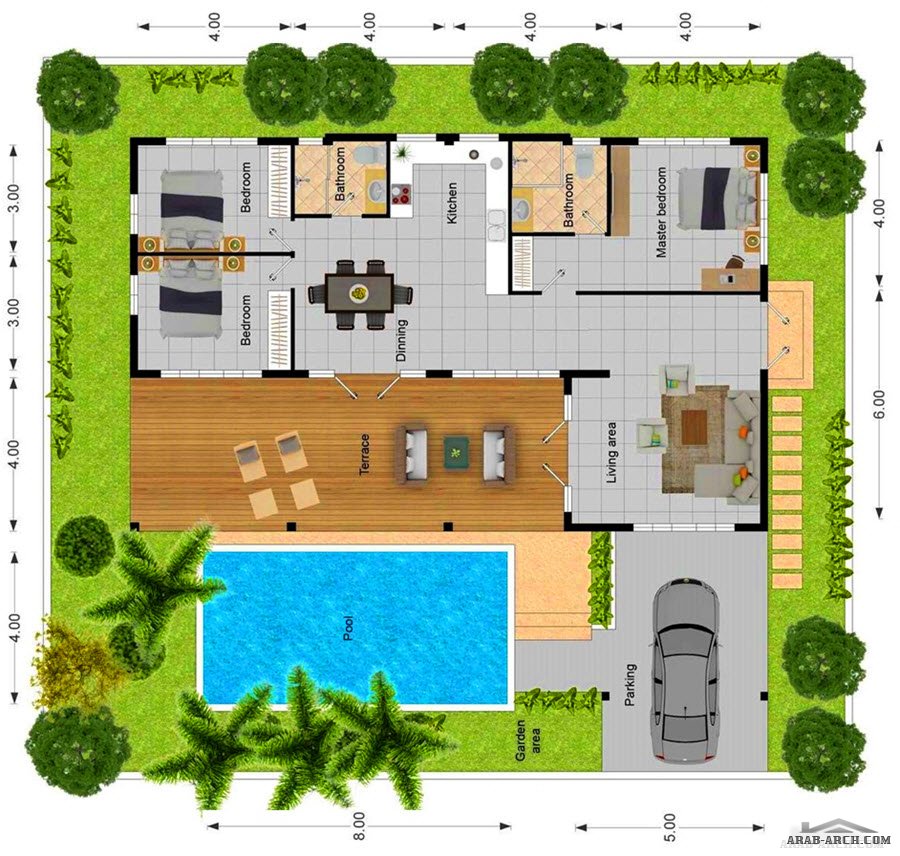 4.00
4.00
4.00
4.00
3.00
3.00
4.00
4.00
4.00
6.00
Bedroom
Bathroom
Kitchen
Bathroom
Master bedroom
Bedroom
Dinning
Terrace
Living area
Pool
Parking
Garden
area
8.00
5.00
ARAB-ARCH.COM